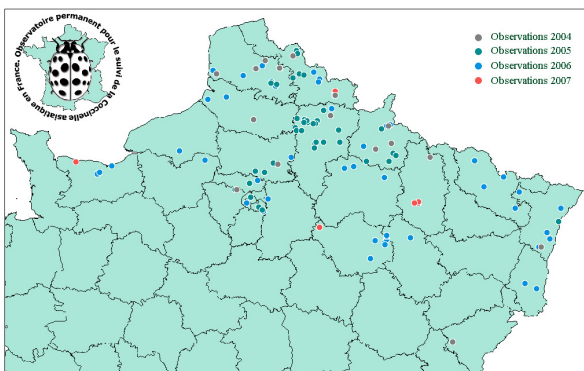 Observatoire permanent pour le suivi de la Coccinelle asiatique en France.
Observations 2004
Observations 2005
Observations 2006
Observations 2007